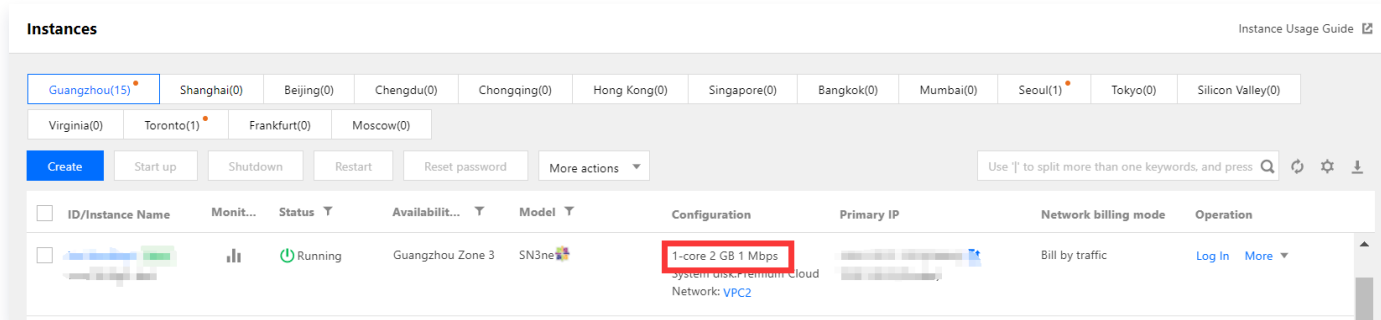 Instances
Instance Usage Guide
Guangzhou(15) Shanghai(0) Beijing(0) Chengdu(0) Chongqing(0) Hong Kong(0) Singapore(0) Bangkok(0) Mumbai(0) Seoul(1) Tokyo(0) Silicon Valley(0)
Virginia(0) Toronto(1) Frankfurt(0) Moscow(0)
Create Start up Shutdown Restart Reset password More actions Use '|' to split more than one keywords, and press
ID/Instance Name Monit... Status Availabilit... Model Configuration Primary IP Network billing mode Operation
Running Guangzhou Zone 3 SN3ne 1-core 2 GB 1 Mbps Bill by traffic Log In More
System disk:Premium Cloud
Network: VPC2